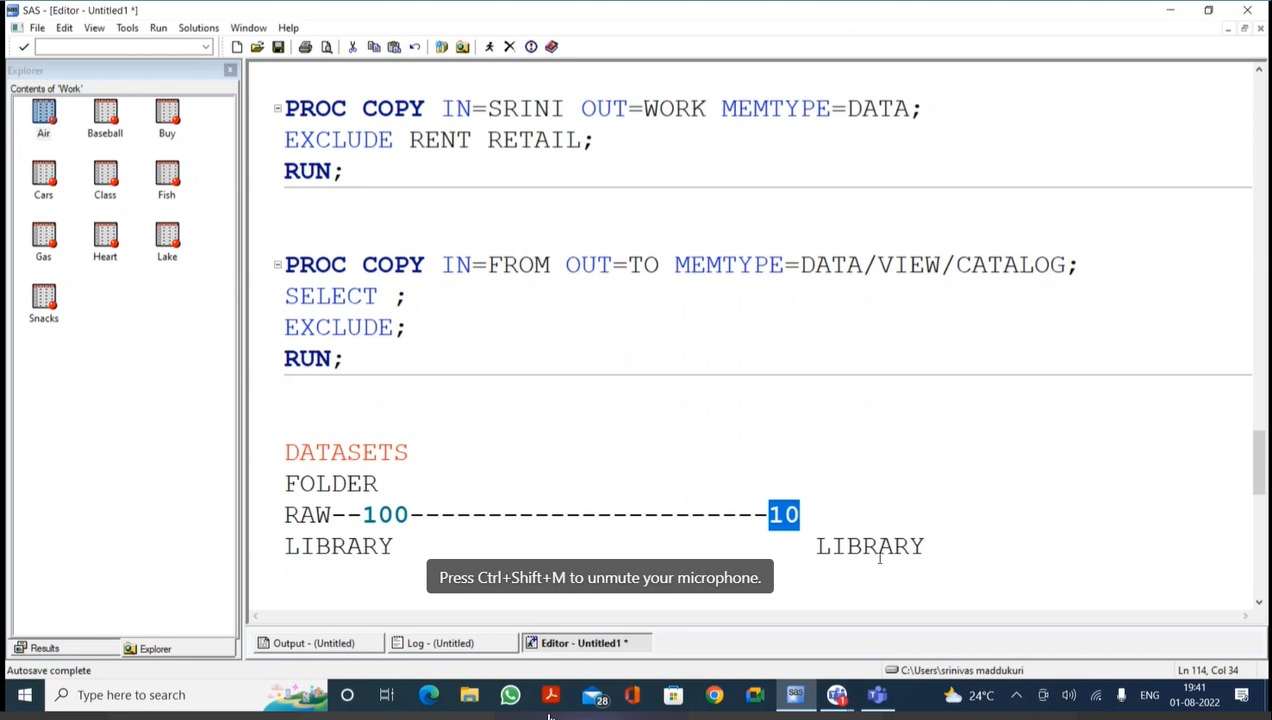 SAS - [Editor - Untitled1 *]
File Edit View Tools Run Solutions Window Help
Explorer
Contents of 'Work'
Air Baseball Buy
Cars Class Fish
Gas Heart Lake
Snacks
PROC COPY IN=SRINI OUT=WORK MEMTYPE=DATA;
EXCLUDE RENT RETAIL;
RUN;
PROC COPY IN=FROM OUT=TO MEMTYPE=DATA/VIEW/CATALOG;
SELECT ;
EXCLUDE;
RUN;
DATASETS
FOLDER
RAW--100-----------------------10
LIBRARY LIBRARY
Press Ctrl+Shift+M to unmute your microphone.
Results Explorer
Output - (Untitled) Log - (Untitled) Editor - Untitled1 *
Autosave complete C:\Users\srinivas maddukuri Ln 114, Col 34
Type here to search 28 SAS 1 24°C ENG 19:41
01-08-2022